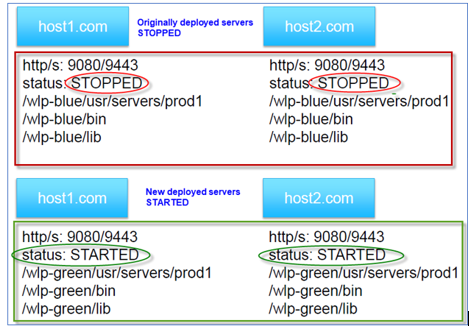 host1.com
Originally deployed servers
STOPPED
host2.com
http/s: 9080/9443
status: STOPPED
/wlp-blue/usr/servers/prod1
/wlp-blue/bin
/wlp-blue/lib
http/s: 9080/9443
status: STOPPED
/wlp-blue/usr/servers/prod1
/wlp-blue/bin
/wlp-blue/lib
host1.com
New deployed servers
STARTED
host2.com
http/s: 9080/9443
status: STARTED
/wlp-green/usr/servers/prod1
/wlp-green/bin
/wlp-green/lib
http/s: 9080/9443
status: STARTED
/wlp-green/usr/servers/prod1
/wlp-green/bin
/wlp-green/lib